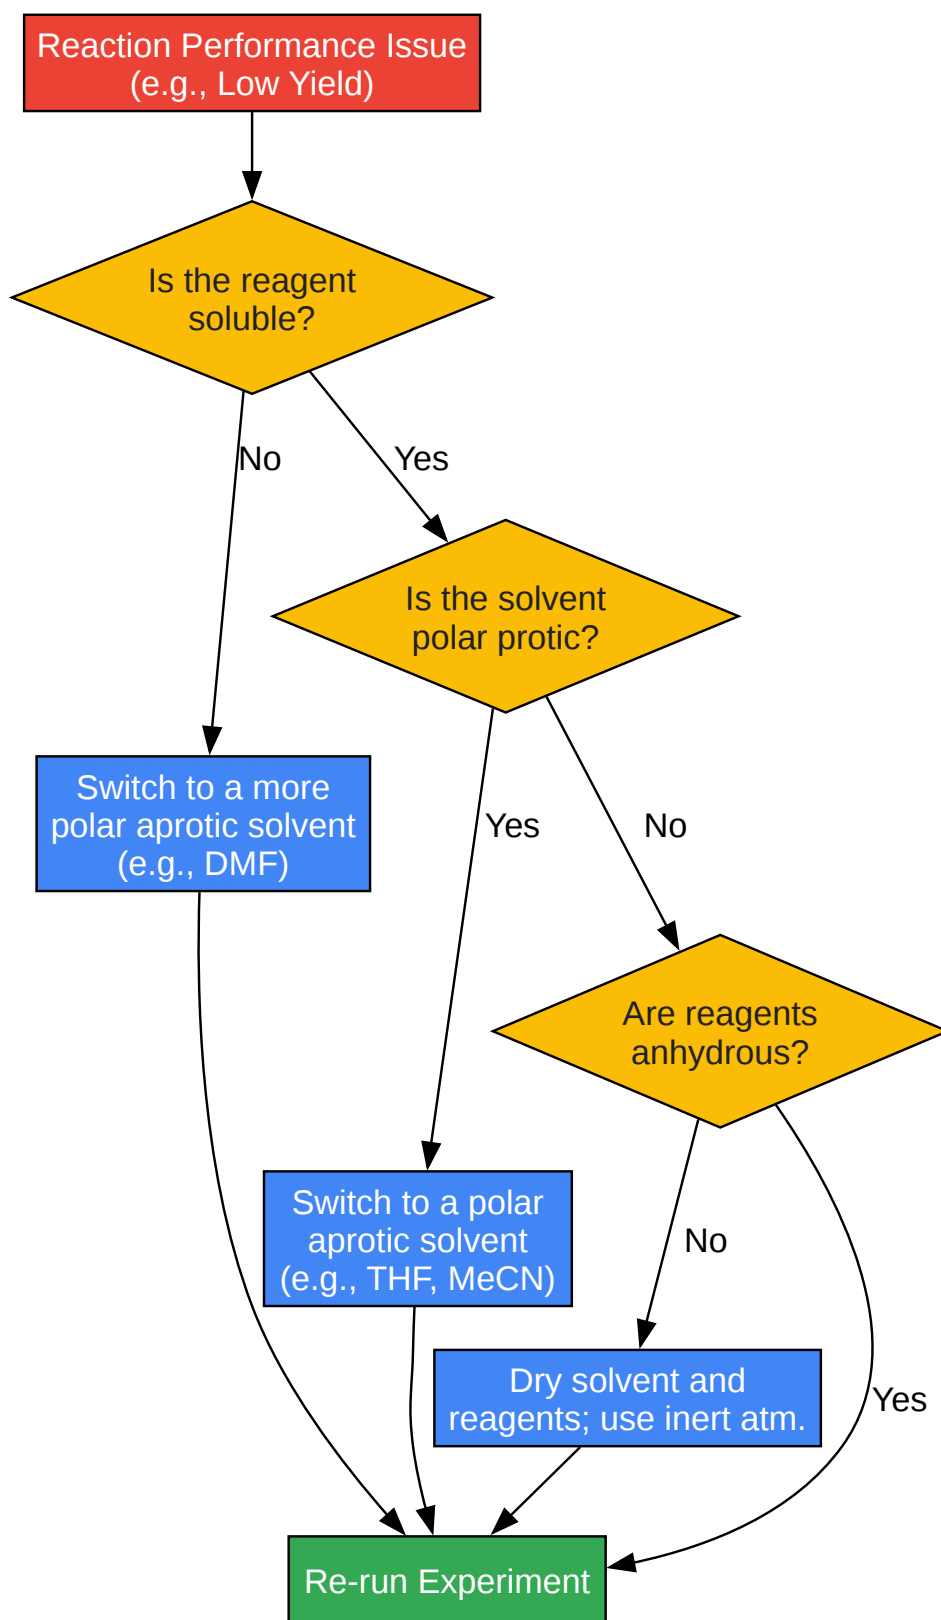 Reaction Performance Issue
(e.g., Low Yield)
Is the reagent
soluble?
No
Yes
Is the solvent
polar protic?
Switch to a more
polar aprotic solvent
(e.g., DMF)
Yes
No
Are reagents
anhydrous?
Switch to a polar
aprotic solvent
(e.g., THF, MeCN)
No
Dry solvent and
reagents; use inert atm.
Yes
Re-run Experiment